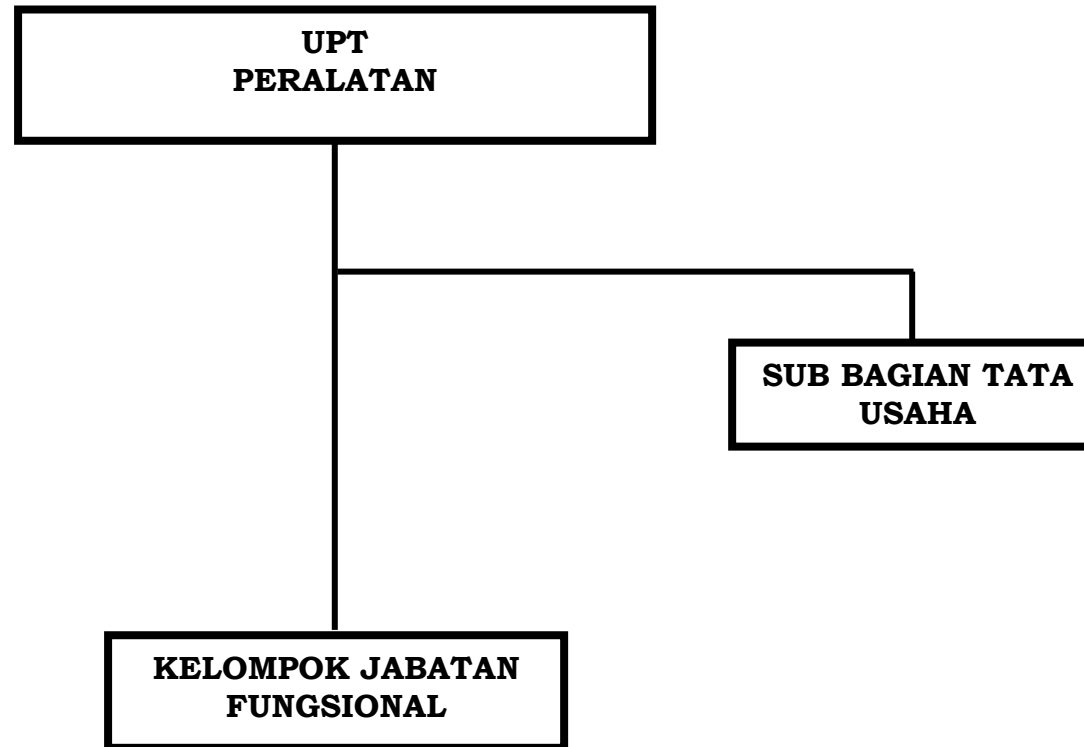 UPT
PERALATAN
SUB BAGIAN TATA
USAHA
KELOMPOK JABATAN
FUNGSIONAL